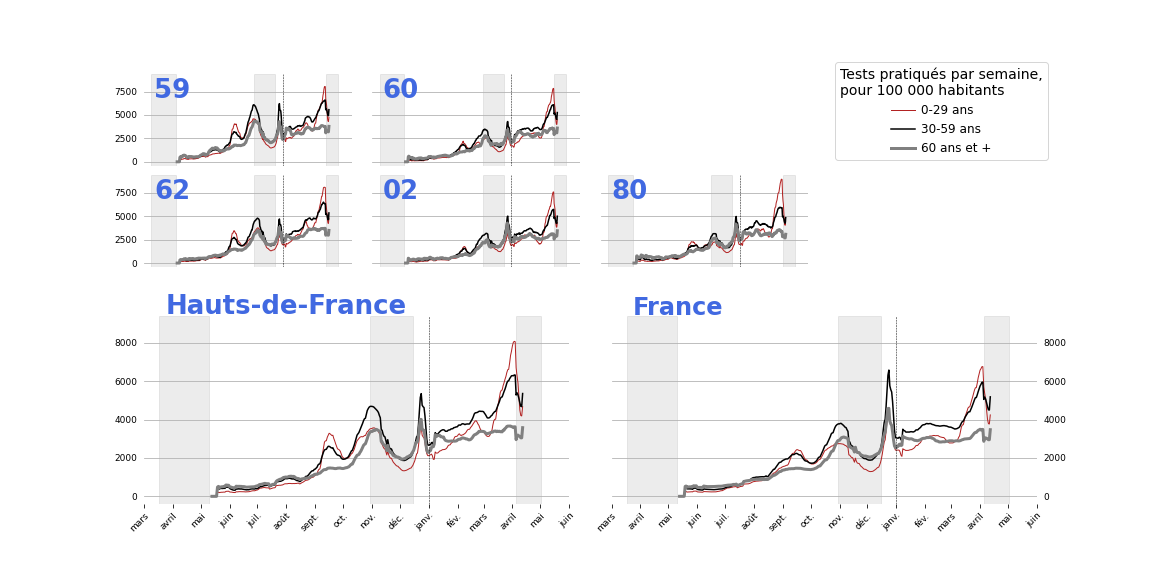 59
60
Tests pratiqués par semaine,
pour 100 000 habitants
0-29 ans
30-59 ans
60 ans et +
7500
5000
2500
0
62
02
80
7500
5000
2500
0
Hauts-de-France
France
8000
6000
4000
2000
0
8000
6000
4000
2000
0
mars avril mai juin juil. août sept. oct. nov. déc. janv. fév. mars avril mai juin
mars avril mai juin juil. août sept. oct. nov. déc. janv. fév. mars avril mai juin